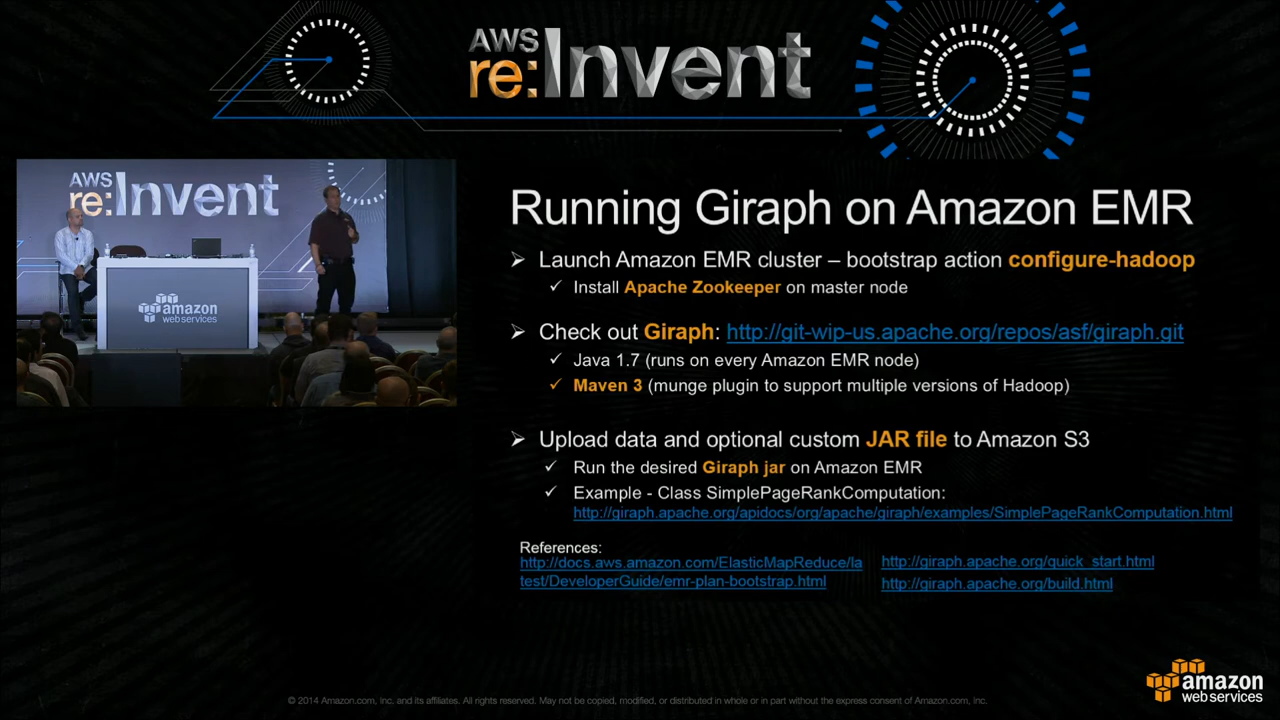 AWS
re:Invent
AWS
re:Invent
amazon
web services
Running Giraph on Amazon EMR
➢ Launch Amazon EMR cluster – bootstrap action configure-hadoop
✓ Install Apache Zookeeper on master node
➢ Check out Giraph: http://git-wip-us.apache.org/repos/asf/giraph.git
✓ Java 1.7 (runs on every Amazon EMR node)
✓ Maven 3 (munge plugin to support multiple versions of Hadoop)
➢ Upload data and optional custom JAR file to Amazon S3
✓ Run the desired Giraph jar on Amazon EMR
✓ Example - Class SimplePageRankComputation:
http://giraph.apache.org/apidocs/org/apache/giraph/examples/SimplePageRankComputation.html
References:
http://docs.aws.amazon.com/ElasticMapReduce/la
test/DeveloperGuide/emr-plan-bootstrap.html
http://giraph.apache.org/quick_start.html
http://giraph.apache.org/build.html
amazon
web services
© 2014 Amazon.com, Inc. and its affiliates. All rights reserved. May not be copied, modified, or distributed in whole or in part without the express consent of Amazon.com, Inc.